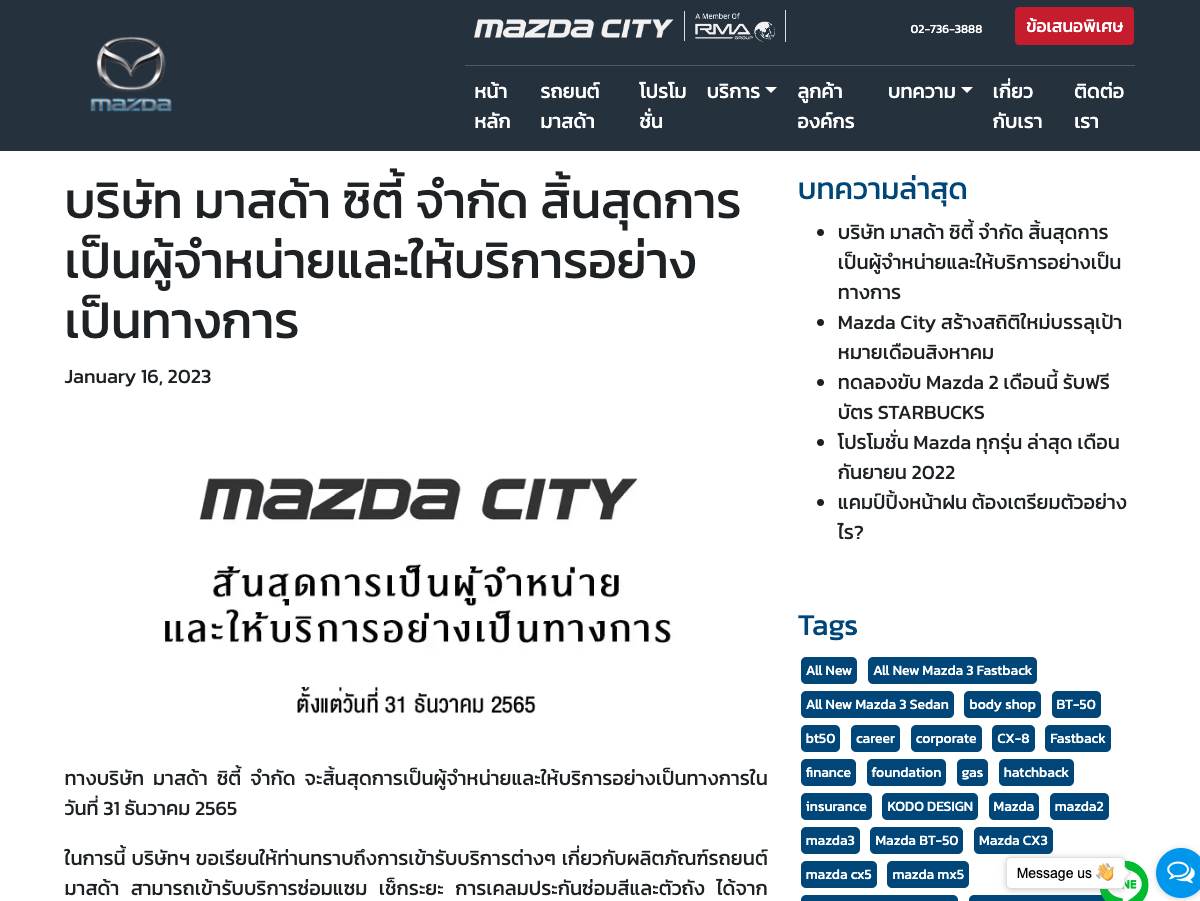 mazda
mazda CITY
A Member Of
RMA
GROUP
02-736-3888
ข้อเสนอพิเศษ
หน้า
หลัก
รถยนต์
มาสด้า
โปรโม
ชั่น
บริการ
ลูกค้า
องค์กร
บทความ
เกี่ยว
กับเรา
ติดต่อ
เรา
บริษัท มาสด้า ซิตี้ จำกัด สิ้นสุดการ
เป็นผู้จำหน่ายและให้บริการอย่าง
เป็นทางการ
January 16, 2023
mazda CITY
สิ้นสุดการเป็นผู้จำหน่าย
และให้บริการอย่างเป็นทางการ
ตั้งแต่วันที่ 31 ธันวาคม 2565
ทางบริษัท มาสด้า ซิตี้ จำกัด จะสิ้นสุดการเป็นผู้จำหน่ายและให้บริการอย่างเป็นทางการใน
วันที่ 31 ธันวาคม 2565
ในการนี้ บริษัทฯ ขอเรียนให้ท่านทราบถึงการเข้ารับบริการต่างๆ เกี่ยวกับผลิตภัณฑ์รถยนต์
มาสด้า สามารถเข้ารับบริการซ่อมแซม เช็กระยะ การเคลมประกันซ่อมสีและตัวถัง ได้จาก
บทความล่าสุด
บริษัท มาสด้า ซิตี้ จำกัด สิ้นสุดการ
เป็นผู้จำหน่ายและให้บริการอย่างเป็น
ทางการ
Mazda City สร้างสถิติใหม่บรรลุเป้า
หมายเดือนสิงหาคม
ทดลองขับ Mazda 2 เดือนนี้ รับฟรี
บัตร STARBUCKS
โปรโมชั่น Mazda ทุกรุ่น ล่าสุด เดือน
กันยายน 2022
แคมป์ปิ้งหน้าฝน ต้องเตรียมตัวอย่าง
ไร?
Tags
All New All New Mazda 3 Fastback
All New Mazda 3 Sedan body shop BT-50
bt50 career corporate CX-8 Fastback
finance foundation gas hatchback
insurance KODO DESIGN Mazda mazda2
mazda3 Mazda BT-50 Mazda CX3
mazda cx5 mazda mx5
Message us 👋